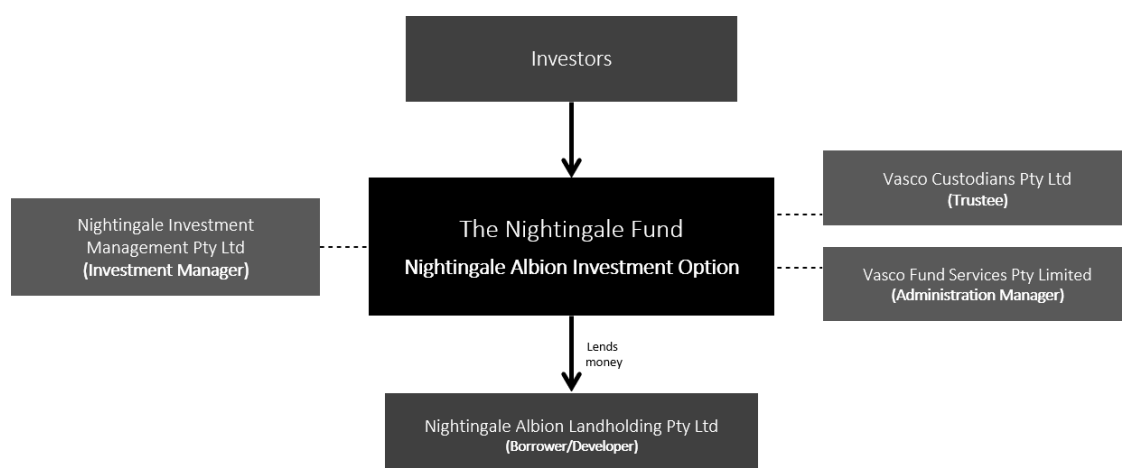 Investors
Vasco Custodians Pty Ltd
(Trustee)
Nightingale Investment
Management Pty Ltd
(Investment Manager)
The Nightingale Fund
Nightingale Albion Investment Option
Vasco Fund Services Pty Limited
(Administration Manager)
Lends
money
Nightingale Albion Landholding Pty Ltd
(Borrower/Developer)